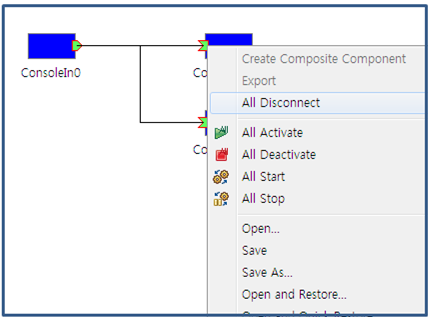 ConsoleIn0
Co
Co
Create Composite Component
Export
All Disconnect
All Activate
All Deactivate
All Start
All Stop
Open...
Save
Save As...
Open and Restore...